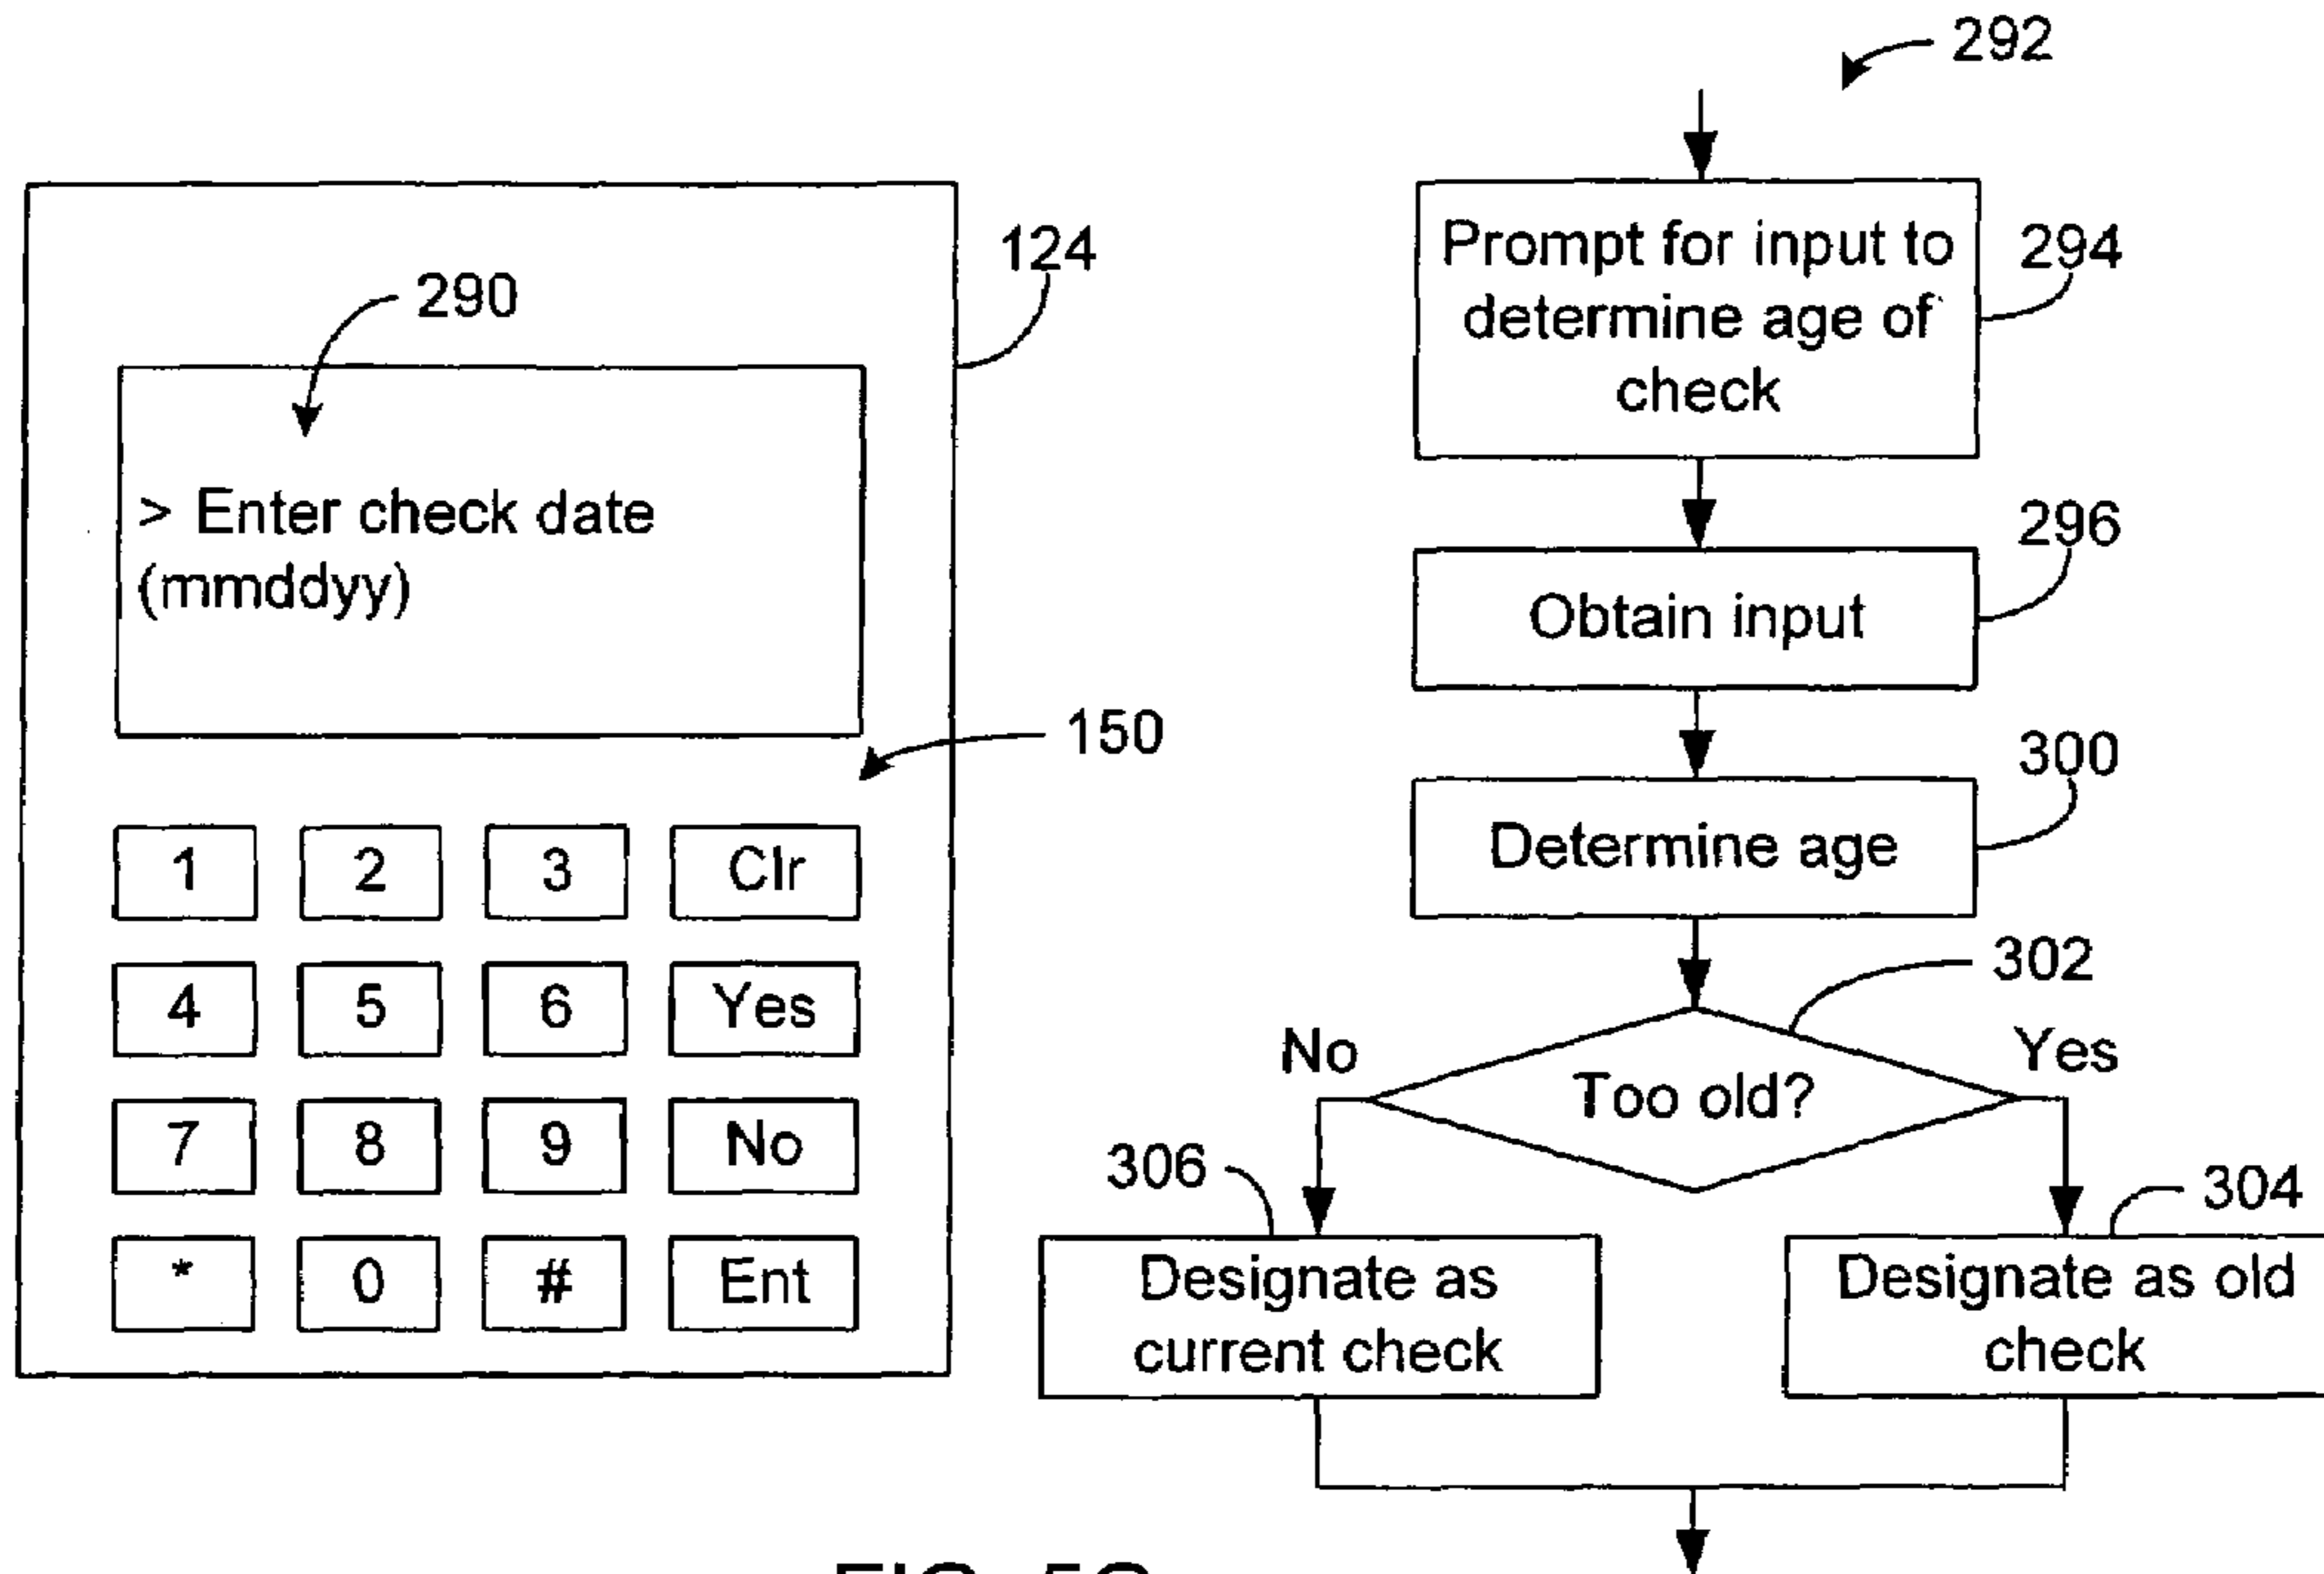 292
124
290
> Enter check date
(mmddyy)
150
1 2 3 Clr
4 5 6 Yes
7 8 9 No
* 0 # Ent
Prompt for input to
determine age of
check
294
Obtain input
296
Determine age
300
302
No
Yes
Too old?
306
304
Designate as
current check
Designate as old
check